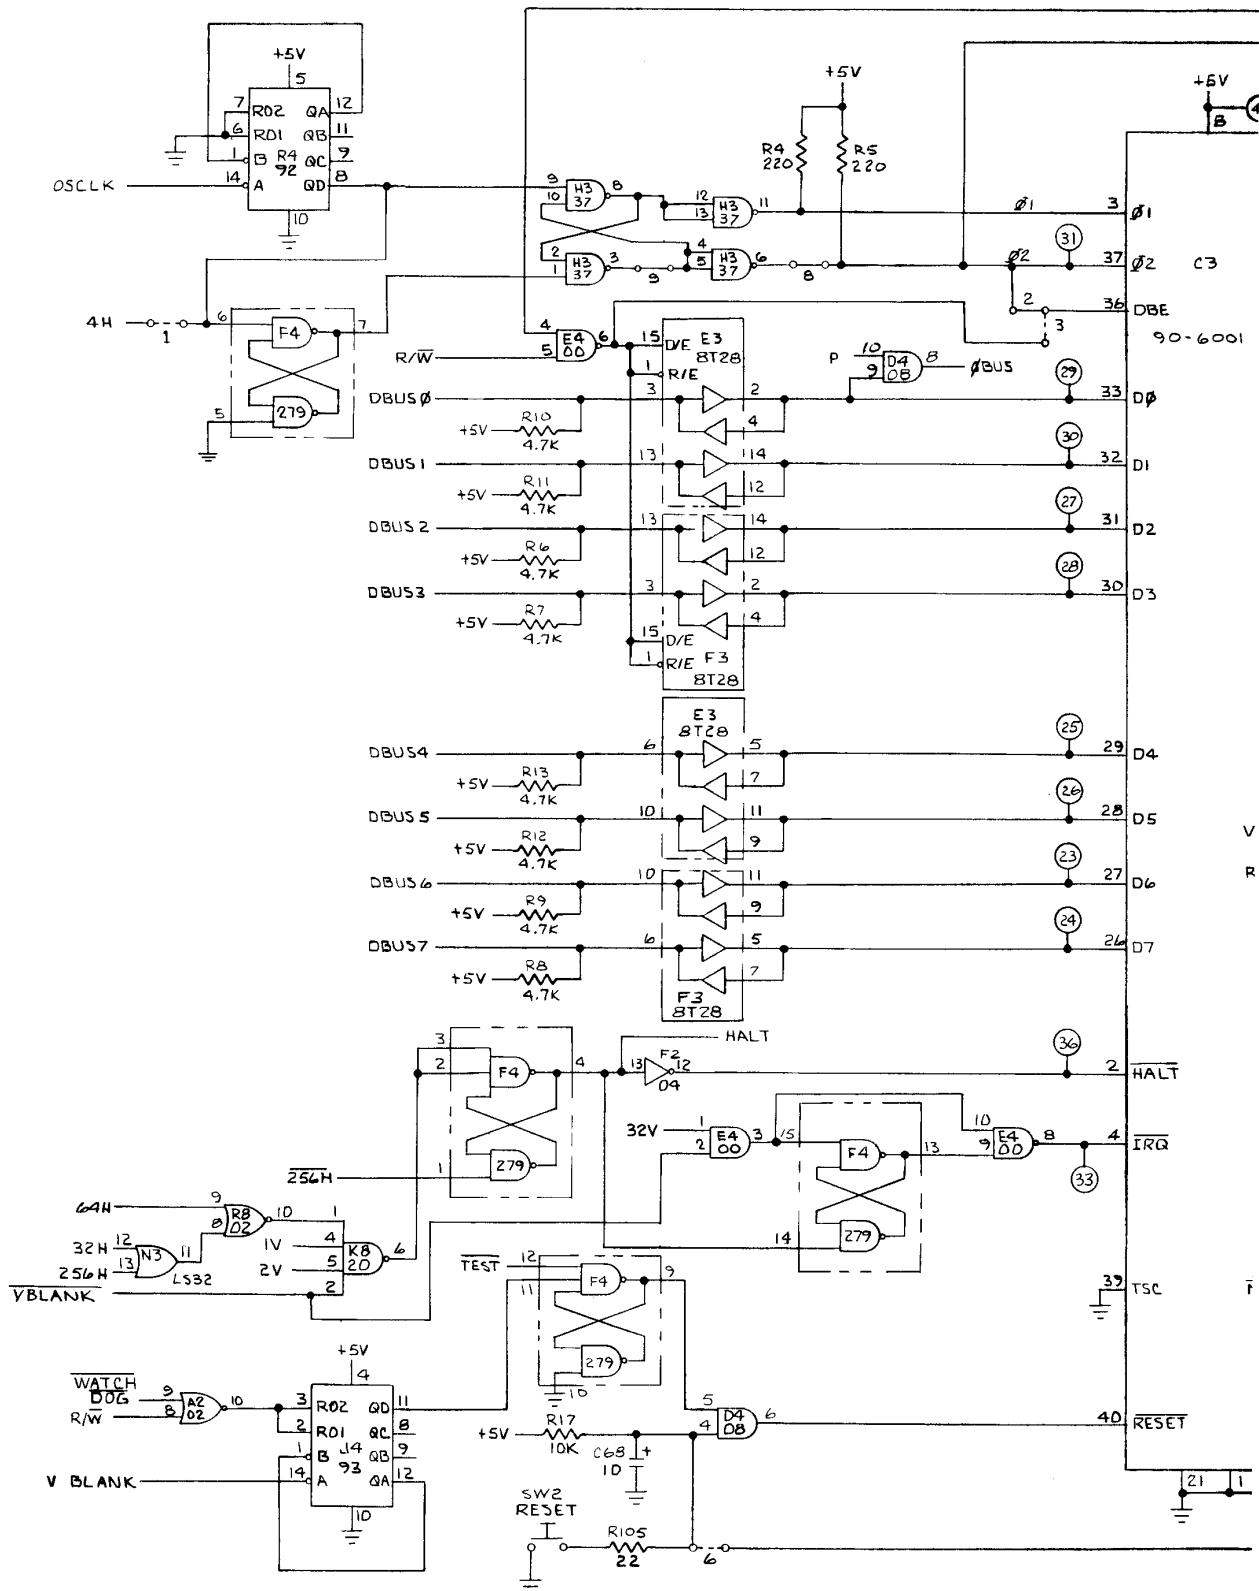 +5V
5
7 RO2 QA 12
6 RO1 QB 11
1 B R4 QC 9
92
OSCLK 14 A QD 8
10
+5V
R4
220
R5
220
+5V
B
9
10
H3
37
8
12
13
H3
37
11
Ø1
3 Ø1
2
1
H3
37
3
9
4
5
H3
37
6
8
Ø2
31
37 Ø2
C3
2
36 DBE
3
90-6001
4H
1
6 F4 7
5 279
4
R/W̅ 5
E4
00
6
15 D/E
E3
8T28
1 R/E
P 10
9
D4
08
8
ØBUS
DBUSØ 3 2 29 33 DØ
+5V R10 4.7K 4
DBUS1 13 14 30 32 D1
+5V R11 4.7K 12
DBUS2 13 14 27 31 D2
+5V R6 4.7K 12
DBUS3 3 2 28 30 D3
+5V R7 4.7K 4
15 D/E
1 R/E F3
8T28
E3
8T28
DBUS4 6 5 25 29 D4
+5V R13 4.7K 7
DBUS5 10 11 26 28 D5
+5V R12 4.7K 9
V
DBUS6 10 11 23 27 D6
R
+5V R9 4.7K 9
DBUS7 6 5 24 26 D7
+5V R8 4.7K 7
F3
8T28
HALT
3
2 F4 4
13 F2 12
04
36
2 H̅A̅L̅T̅
2̅5̅6̅H̅ 1 279
32V 1
2
E4
00
3
15 F4 13
14 279
10
9
E4
00
8
33
4 I̅R̅Q̅
64H 9
8
R8
02
10
1
32H 12
256H 13
N3
11
LS32
1V 4
2V 5
K8
20
6
V̅B̅L̅A̅N̅K̅ 2
T̅E̅S̅T̅ 12
11 F4 9
279
10
39 TSC
+5V
4
W̅A̅T̅C̅H̅
D̅O̅G̅ 9
R/W̅ 8
A2
02
10
3 RO2 QD 11
2 RO1 QC 8
1 B J4 QB 9
93
V BLANK 14 A QA 12
10
5
4
D4
08
6
40 R̅E̅S̅E̅T̅
+5V R17
10K
C68 +
10
SW2
RESET
R105
22
6
21
1